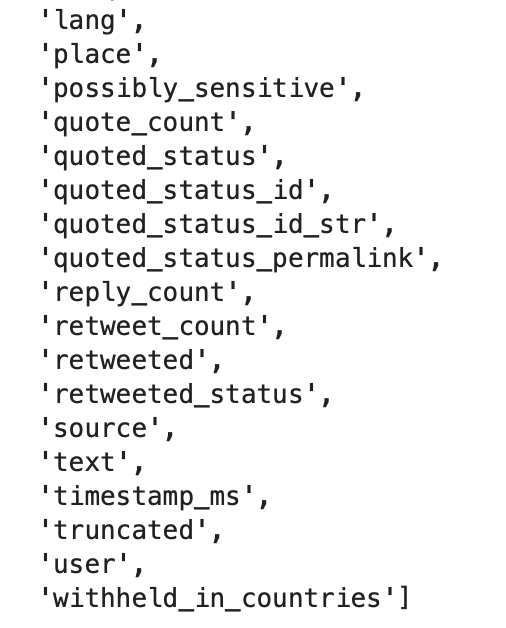 'lang',
'place',
'possibly_sensitive',
'quote_count',
'quoted_status',
'quoted_status_id',
'quoted_status_id_str',
'quoted_status_permalink',
'reply_count',
'retweet_count',
'retweeted',
'retweeted_status',
'source',
'text',
'timestamp_ms',
'truncated',
'user',
'withheld_in_countries']